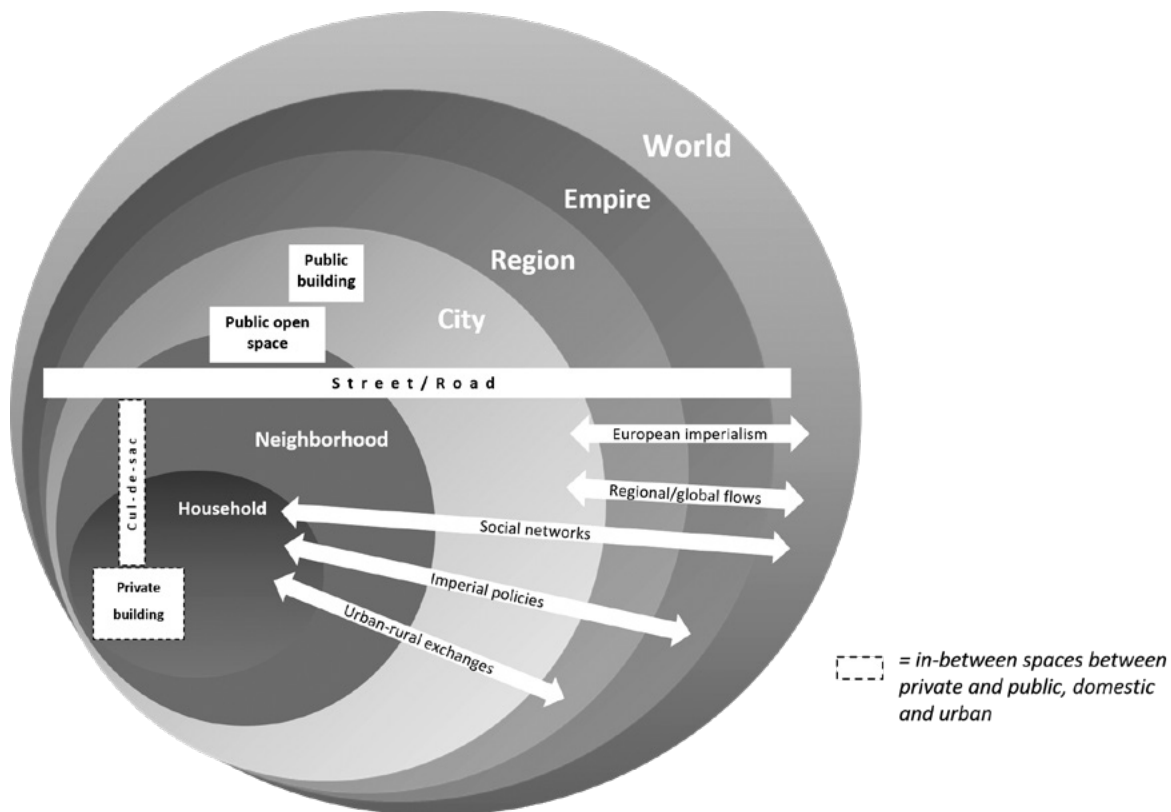 World
Empire
Region
Public
building
City
Public open
space
Street/Road
Neighborhood
European imperialism
Cul-de-sac
Regional/global flows
Household
Social networks
Imperial policies
Private
building
Urban-rural exchanges
= in-between spaces between
private and public, domestic
and urban